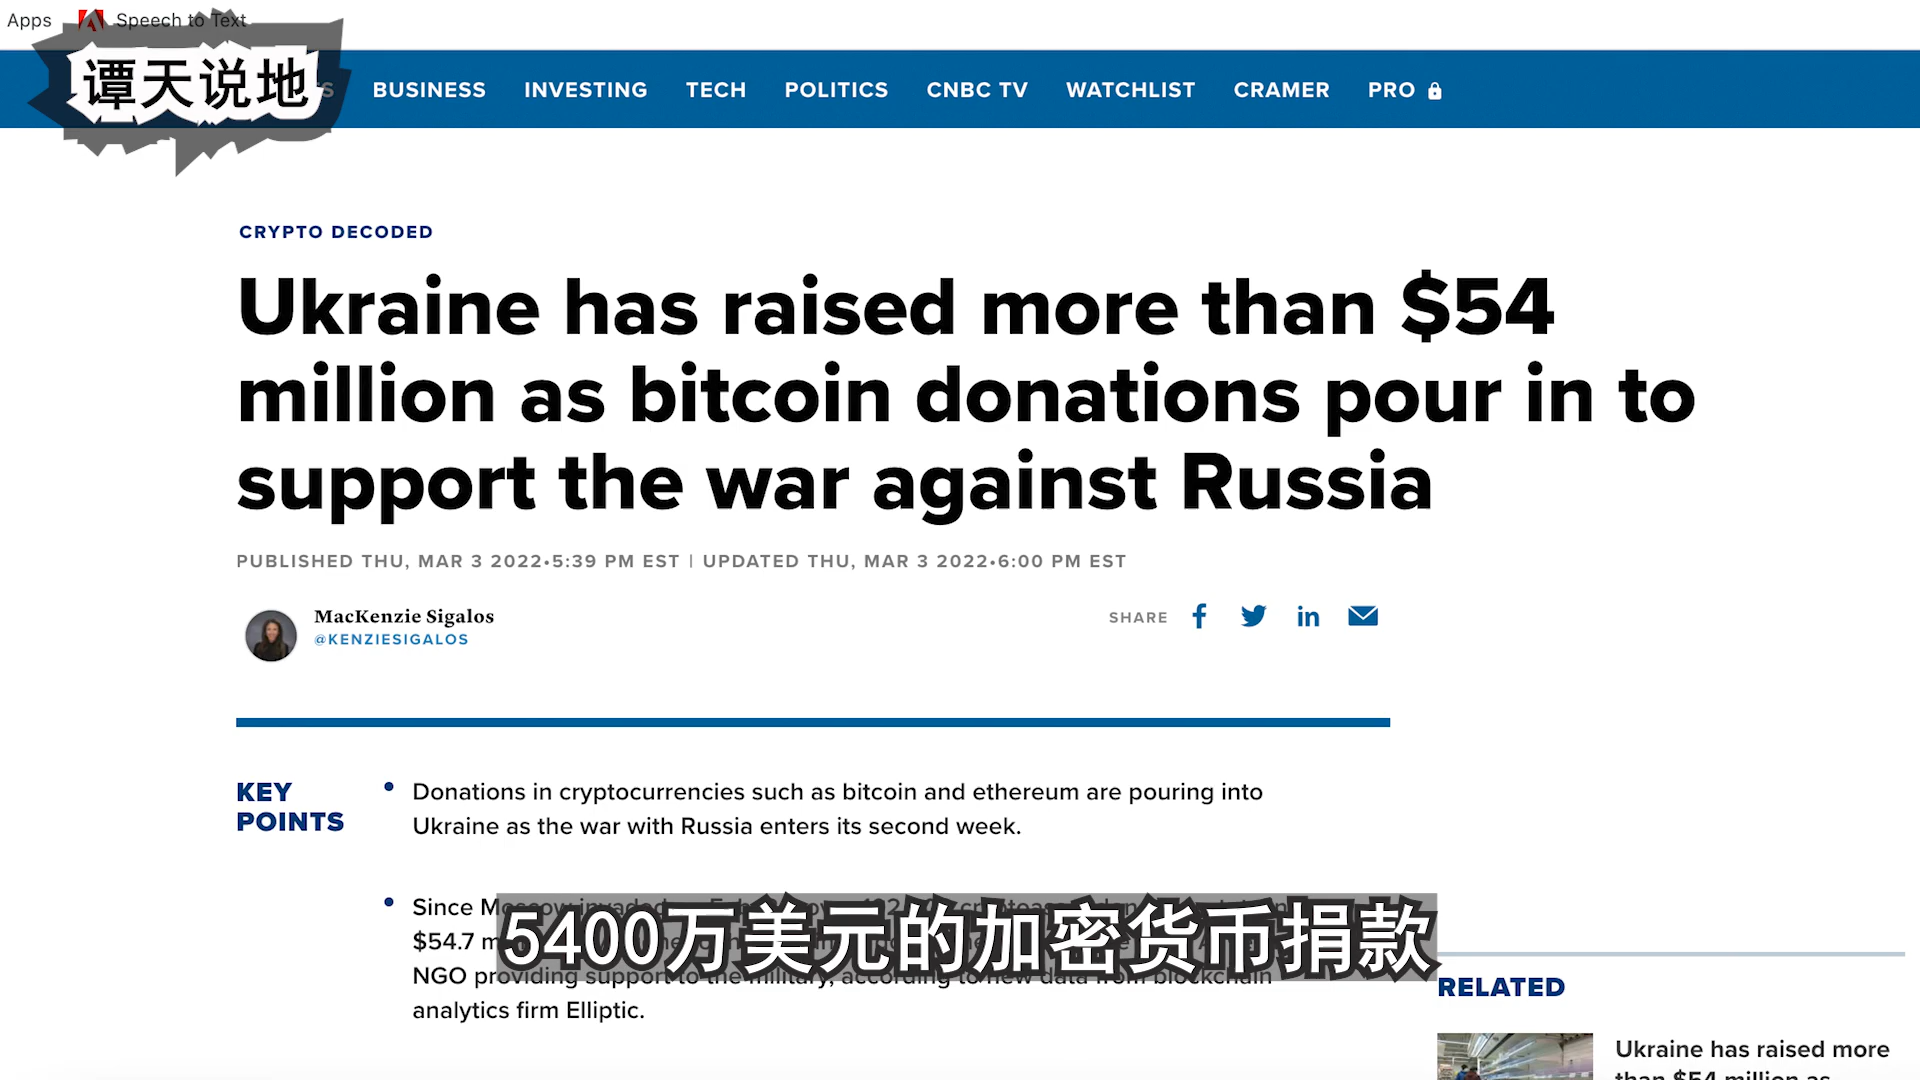 Apps Speech to Text
谭天说地
BUSINESS INVESTING TECH POLITICS CNBC TV WATCHLIST CRAMER PRO
CRYPTO DECODED
Ukraine has raised more than $54
million as bitcoin donations pour in to
support the war against Russia
PUBLISHED THU, MAR 3 2022•5:39 PM EST | UPDATED THU, MAR 3 2022•6:00 PM EST
MacKenzie Sigalos
@KENZIESIGALOS
SHARE
KEY
POINTS
• Donations in cryptocurrencies such as bitcoin and ethereum are pouring into
Ukraine as the war with Russia enters its second week.
• Since Moscow invaded
$54.7
NGO providing support to the military, according to new data from blockchain
analytics firm Elliptic.
5400万美元的加密货币捐款
RELATED
Ukraine has raised more
than $54 million as